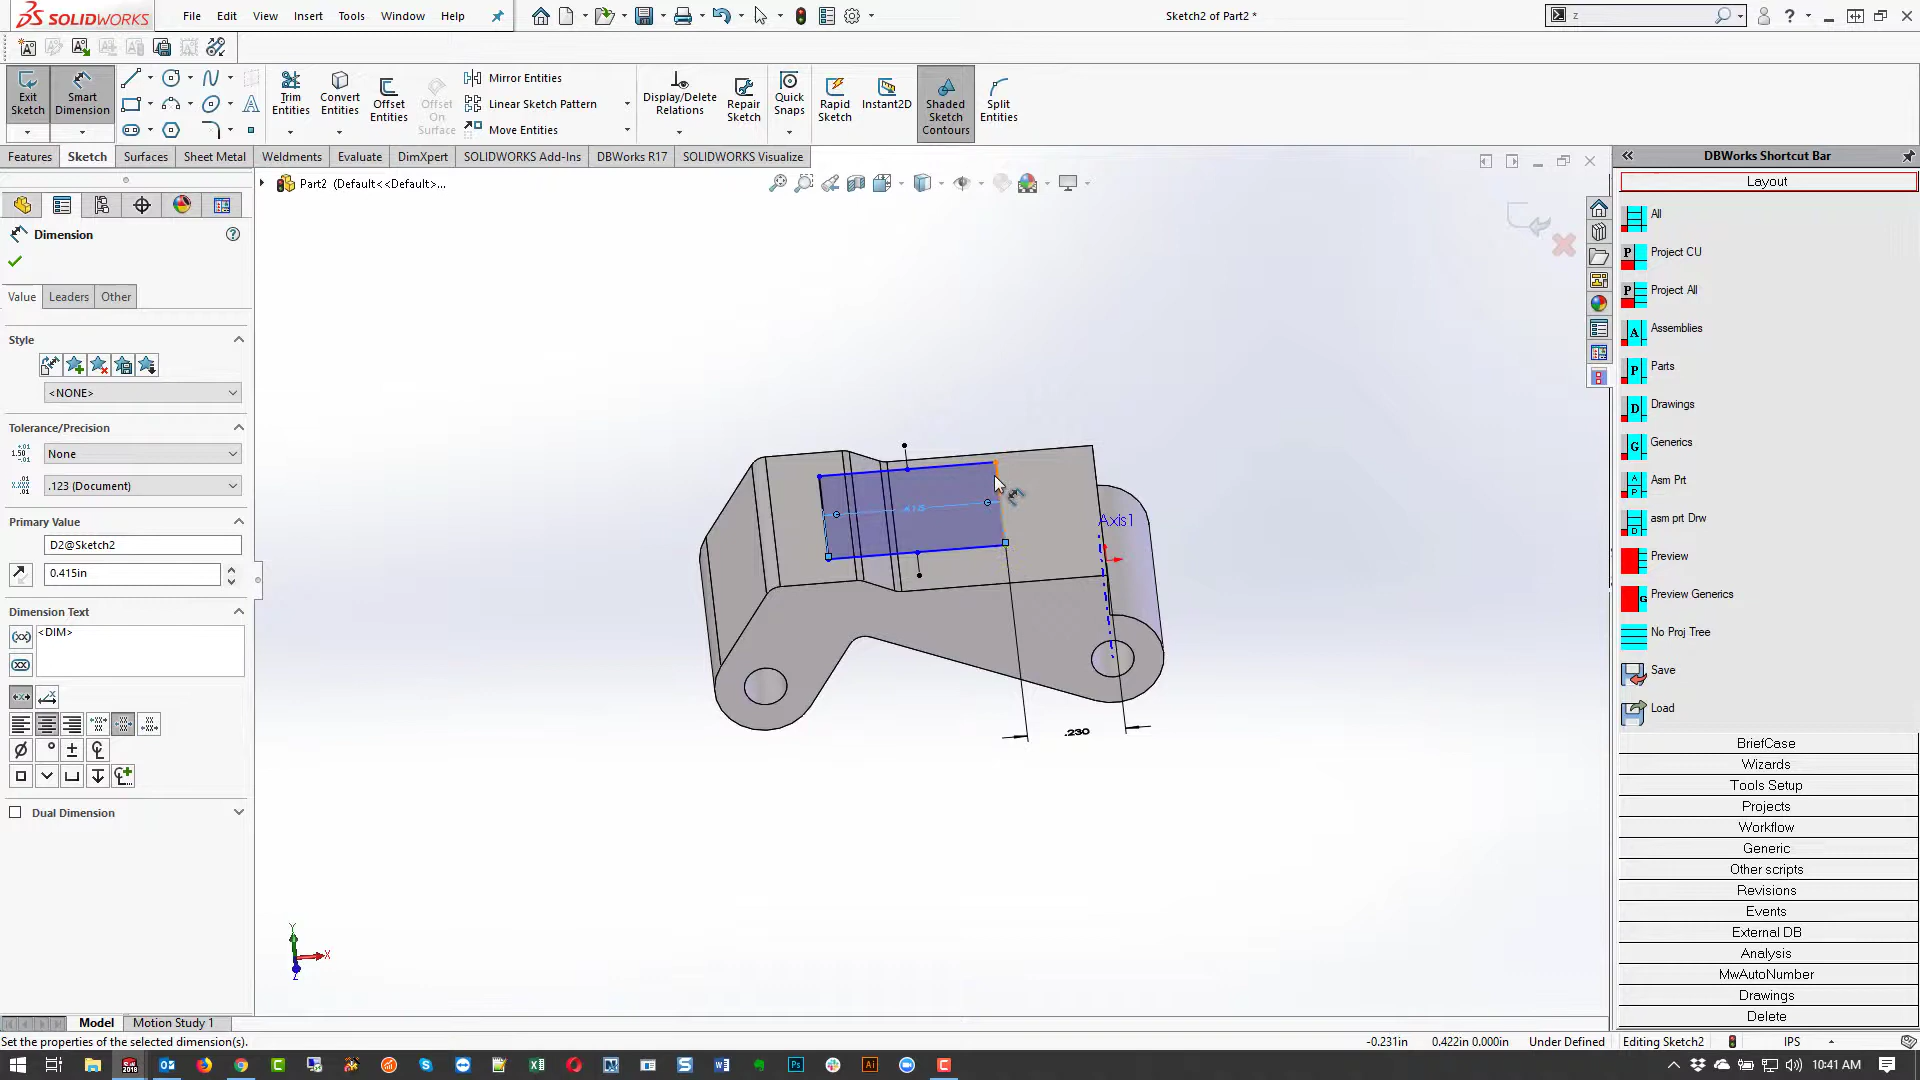 SOLIDWORKS File Edit View Insert Tools Window Help Sketch2 of Part2 * z
Exit Sketch
Smart Dimension
Trim Entities
Convert Entities
Offset Entities
Offset On Surface
Mirror Entities
Linear Sketch Pattern
Move Entities
Display/Delete Relations
Repair Sketch
Quick Snaps
Rapid Sketch
Instant2D
Shaded Sketch Contours
Split Entities
Features Sketch Surfaces Sheet Metal Weldments Evaluate DimXpert SOLIDWORKS Add-Ins DBWorks R17 SOLIDWORKS Visualize
DBWorks Shortcut Bar
Part2 (Default<<Default>...
Layout
Dimension
Value Leaders Other
Style
<NONE>
Tolerance/Precision
None
.123 (Document)
Primary Value
D2@Sketch2
0.415in
Dimension Text
<DIM>
Dual Dimension
Axis1
.230
Y
X
Z
All
Project CU
Project All
Assemblies
Parts
Drawings
Generics
Asm Prt
asm prt Drw
Preview
Preview Generics
No Proj Tree
Save
Load
BriefCase
Wizards
Tools Setup
Projects
Workflow
Generic
Other scripts
Revisions
Events
External DB
Analysis
MwAutoNumber
Drawings
Delete
Model Motion Study 1
Set the properties of the selected dimension(s). -0.231in 0.422in 0.000in Under Defined Editing Sketch2 IPS
10:41 AM